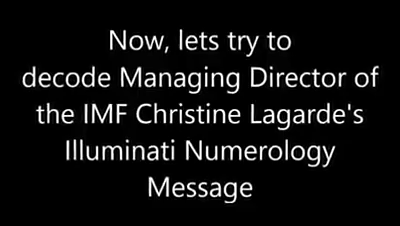 Now, lets try to
decode Managing Director of
the IMF Christine Lagarde's
Illuminati Numerology
Message